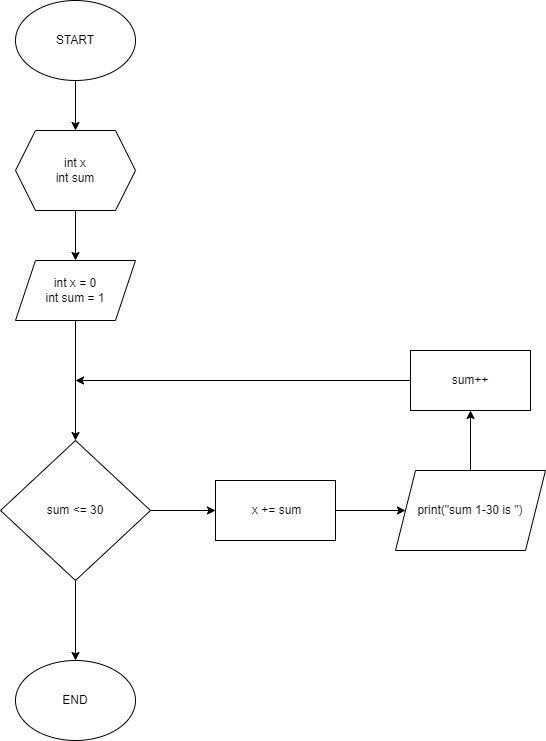 START
int x
int sum
int x = 0
int sum = 1
sum++
sum <= 30
x += sum
print("sum 1-30 is ")
END